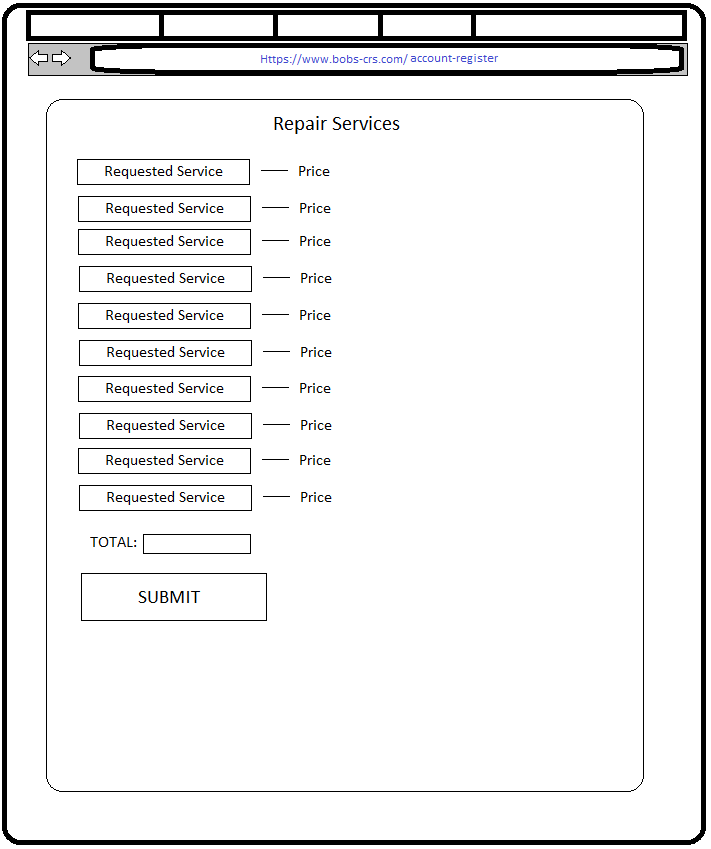 Https://www.bobs-crs.com/ account-register
Repair Services
Requested Service — Price
Requested Service — Price
Requested Service — Price
Requested Service — Price
Requested Service — Price
Requested Service — Price
Requested Service — Price
Requested Service — Price
Requested Service — Price
Requested Service — Price
TOTAL:
SUBMIT